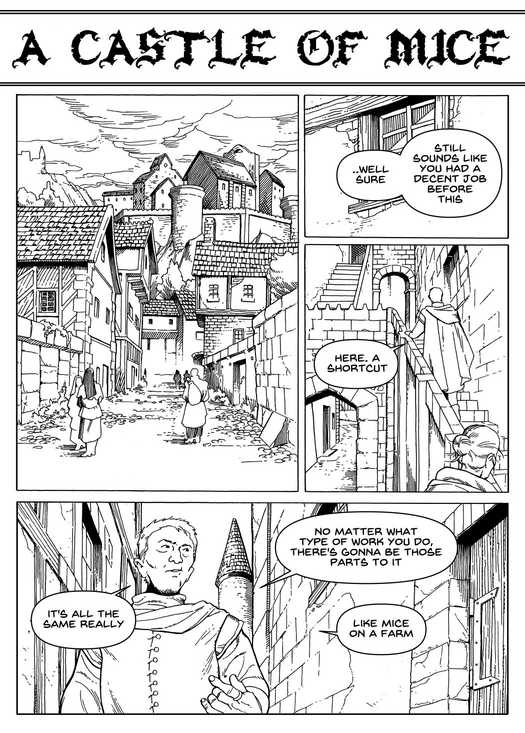 A CASTLE OF MICE
..WELL
SURE
STILL
SOUNDS LIKE
YOU HAD A
DECENT JOB
BEFORE
THIS
HERE. A
SHORTCUT
NO MATTER WHAT
TYPE OF WORK YOU DO,
THERE'S GONNA BE THOSE
PARTS TO IT
IT'S ALL THE
SAME REALLY
LIKE MICE
ON A FARM